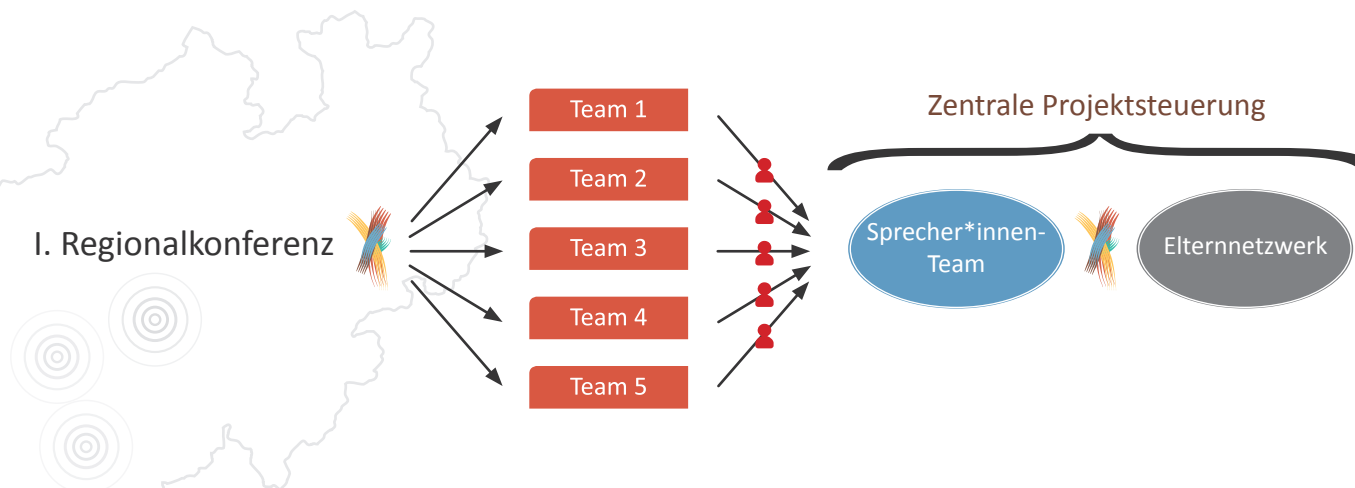 I. Regionalkonferenz
Team 1
Team 2
Team 3
Team 4
Team 5
Zentrale Projektsteuerung
Sprecher*innen-
Team
Elternnetzwerk